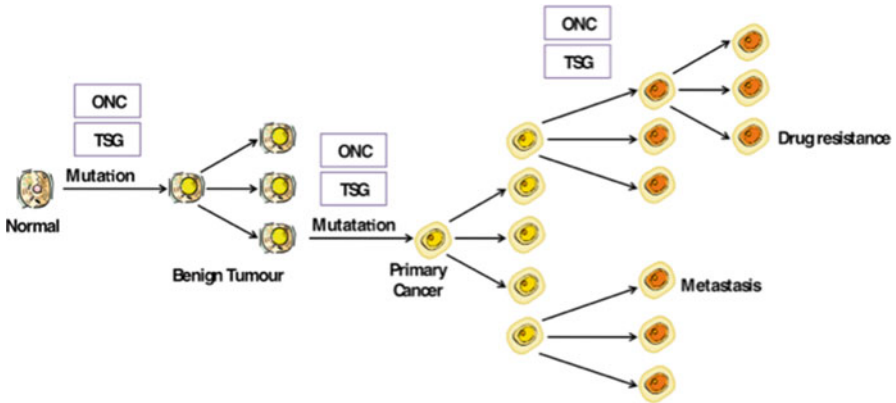 ONC
TSG
Mutation
Normal
Benign Tumour
ONC
TSG
Mutatation
Primary
Cancer
ONC
TSG
Drug resistance
Metastasis